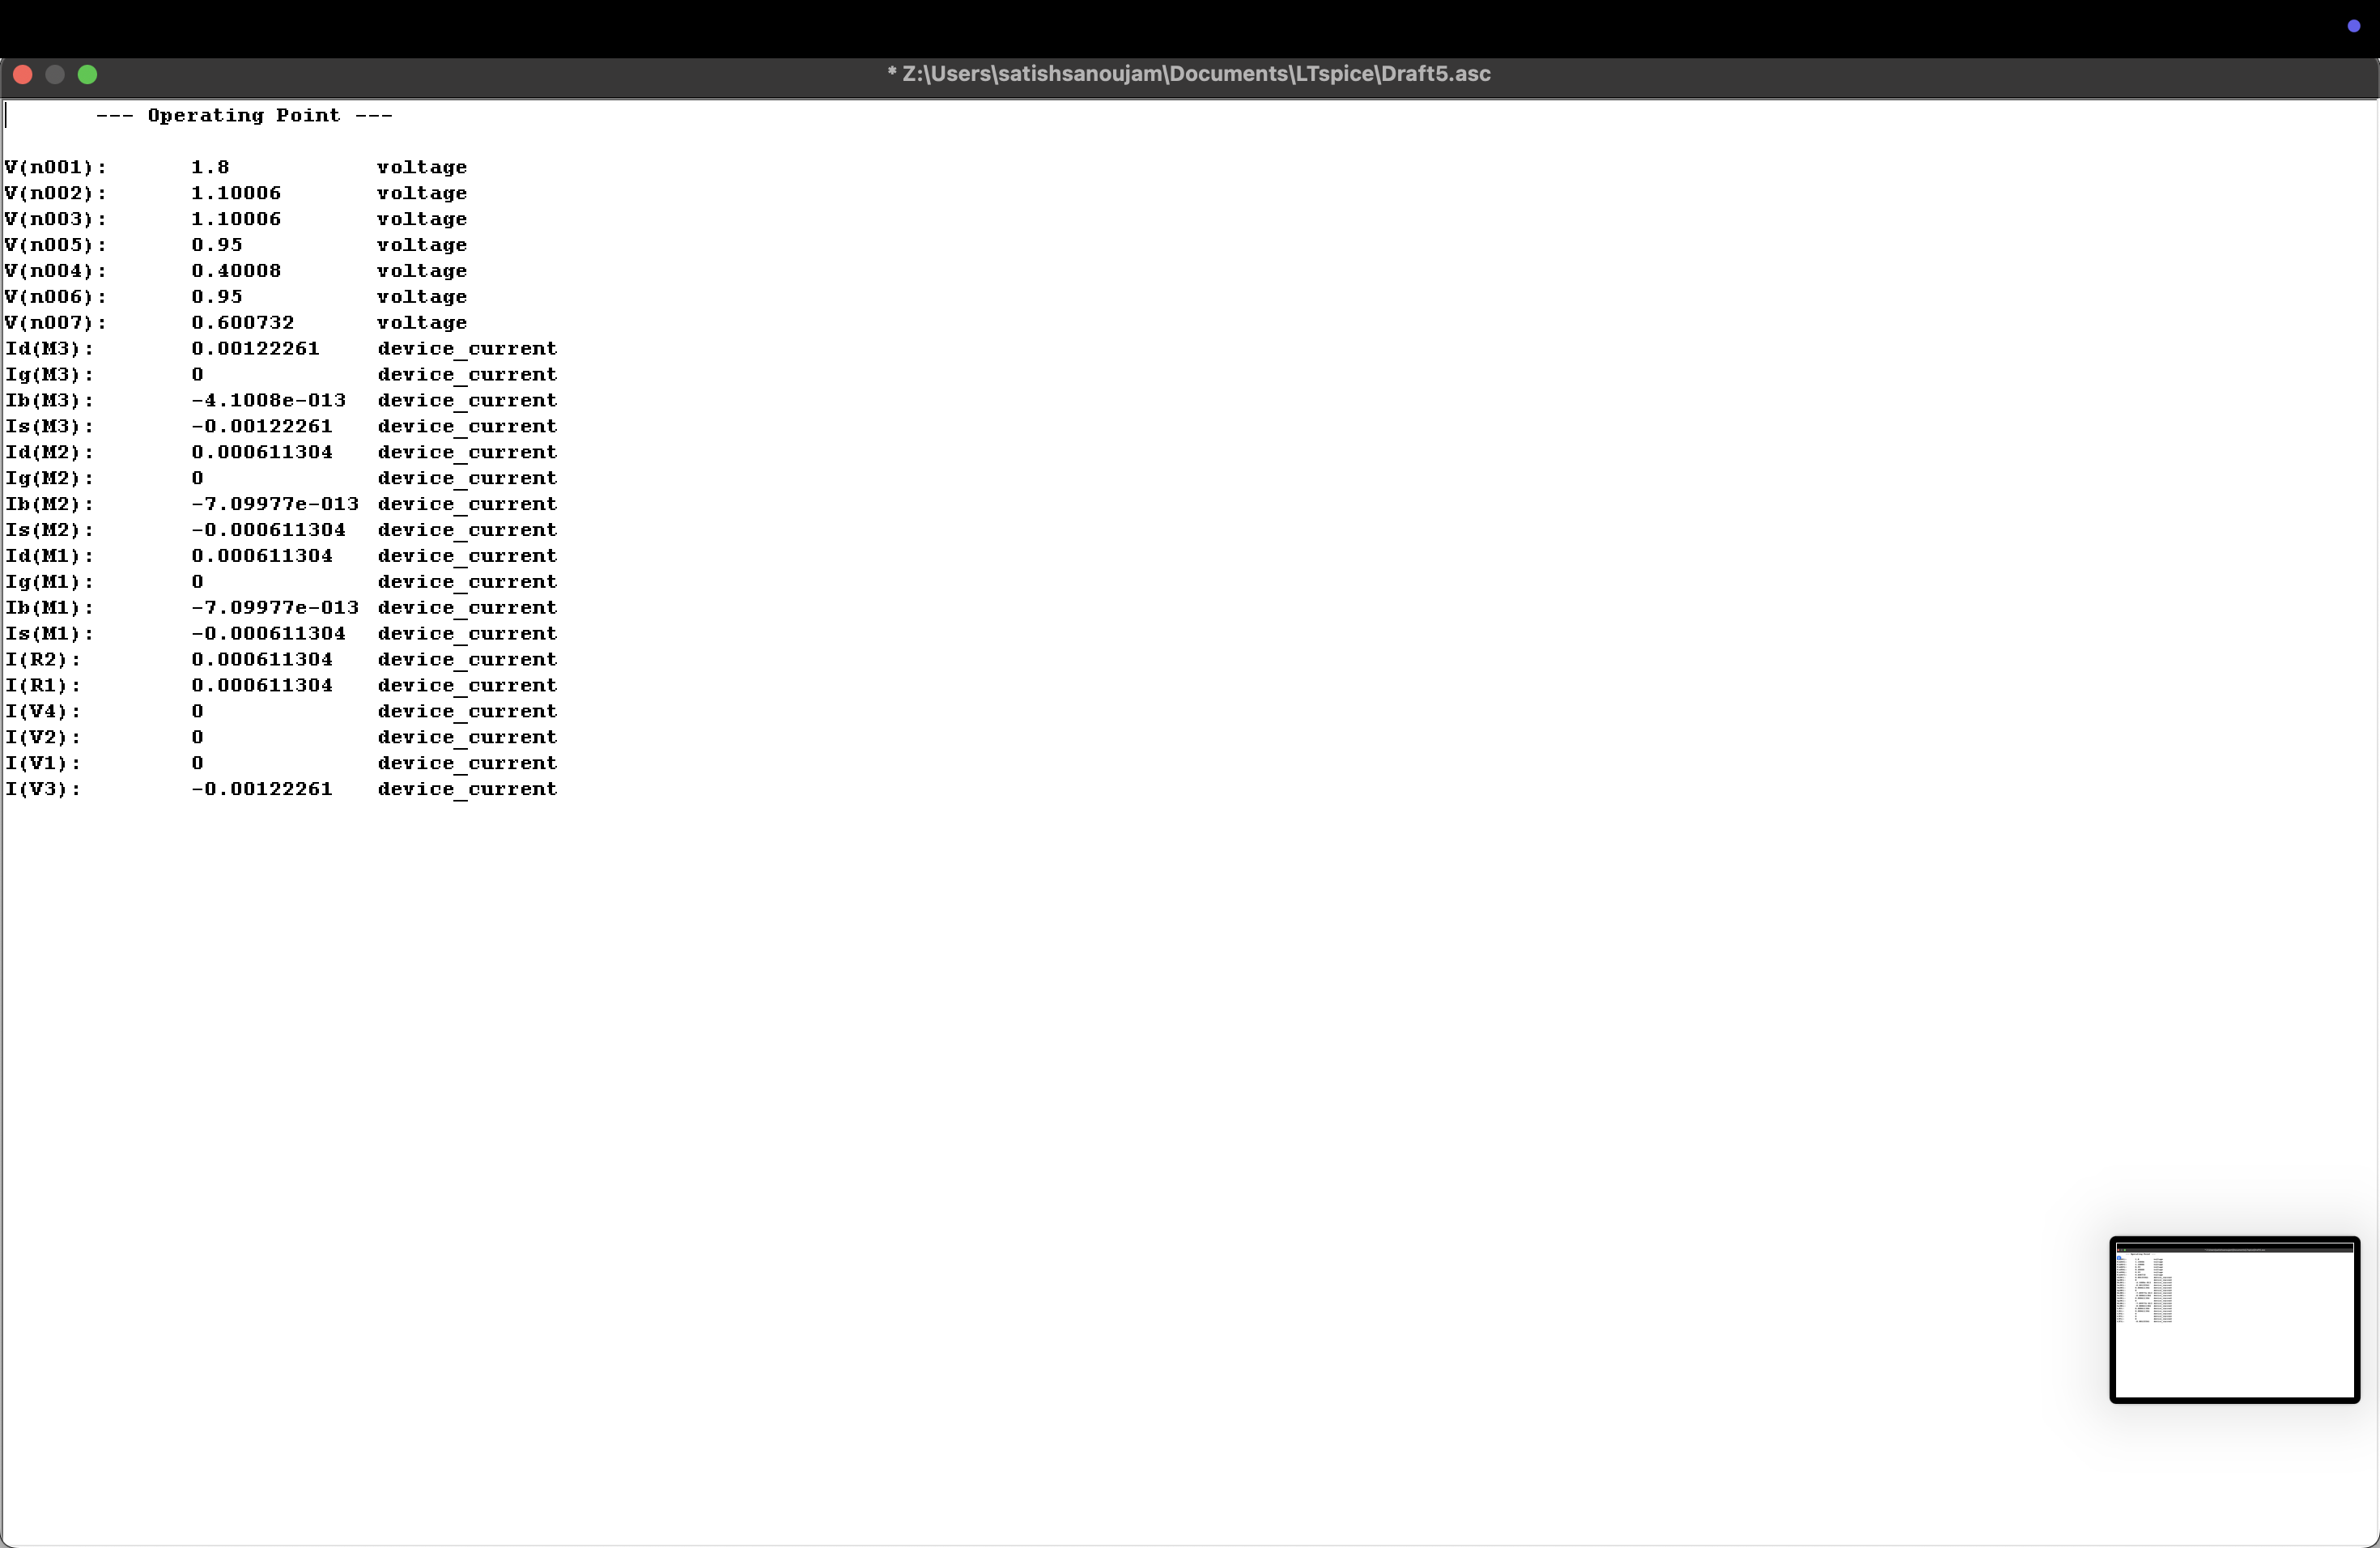 * Z:\Users\satishsanoujam\Documents\LTspice\Draft5.asc
--- Operating Point ---
V(n001): 1.8 voltage
V(n002): 1.10006 voltage
V(n003): 1.10006 voltage
V(n005): 0.95 voltage
V(n004): 0.40008 voltage
V(n006): 0.95 voltage
V(n007): 0.600732 voltage
Id(M3): 0.00122261 device_current
Ig(M3): 0 device_current
Ib(M3): -4.1008e-013 device_current
Is(M3): -0.00122261 device_current
Id(M2): 0.000611304 device_current
Ig(M2): 0 device_current
Ib(M2): -7.09977e-013 device_current
Is(M2): -0.000611304 device_current
Id(M1): 0.000611304 device_current
Ig(M1): 0 device_current
Ib(M1): -7.09977e-013 device_current
Is(M1): -0.000611304 device_current
I(R2): 0.000611304 device_current
I(R1): 0.000611304 device_current
I(V4): 0 device_current
I(V2): 0 device_current
I(V1): 0 device_current
I(V3): -0.00122261 device_current